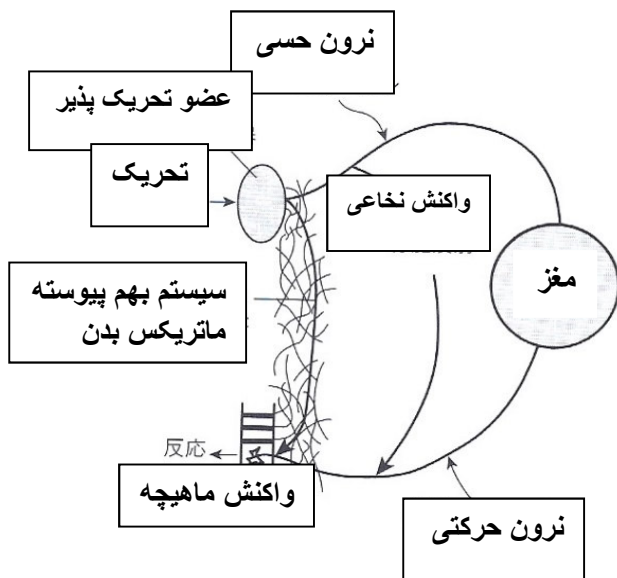 نرون حسی
عضو تحریک پذیر
تحریک
واکنش نخاعی
مغز
سیستم بهم پیوسته
ماتریکس بدن
反応
واکنش ماهیچه
نرون حرکتی